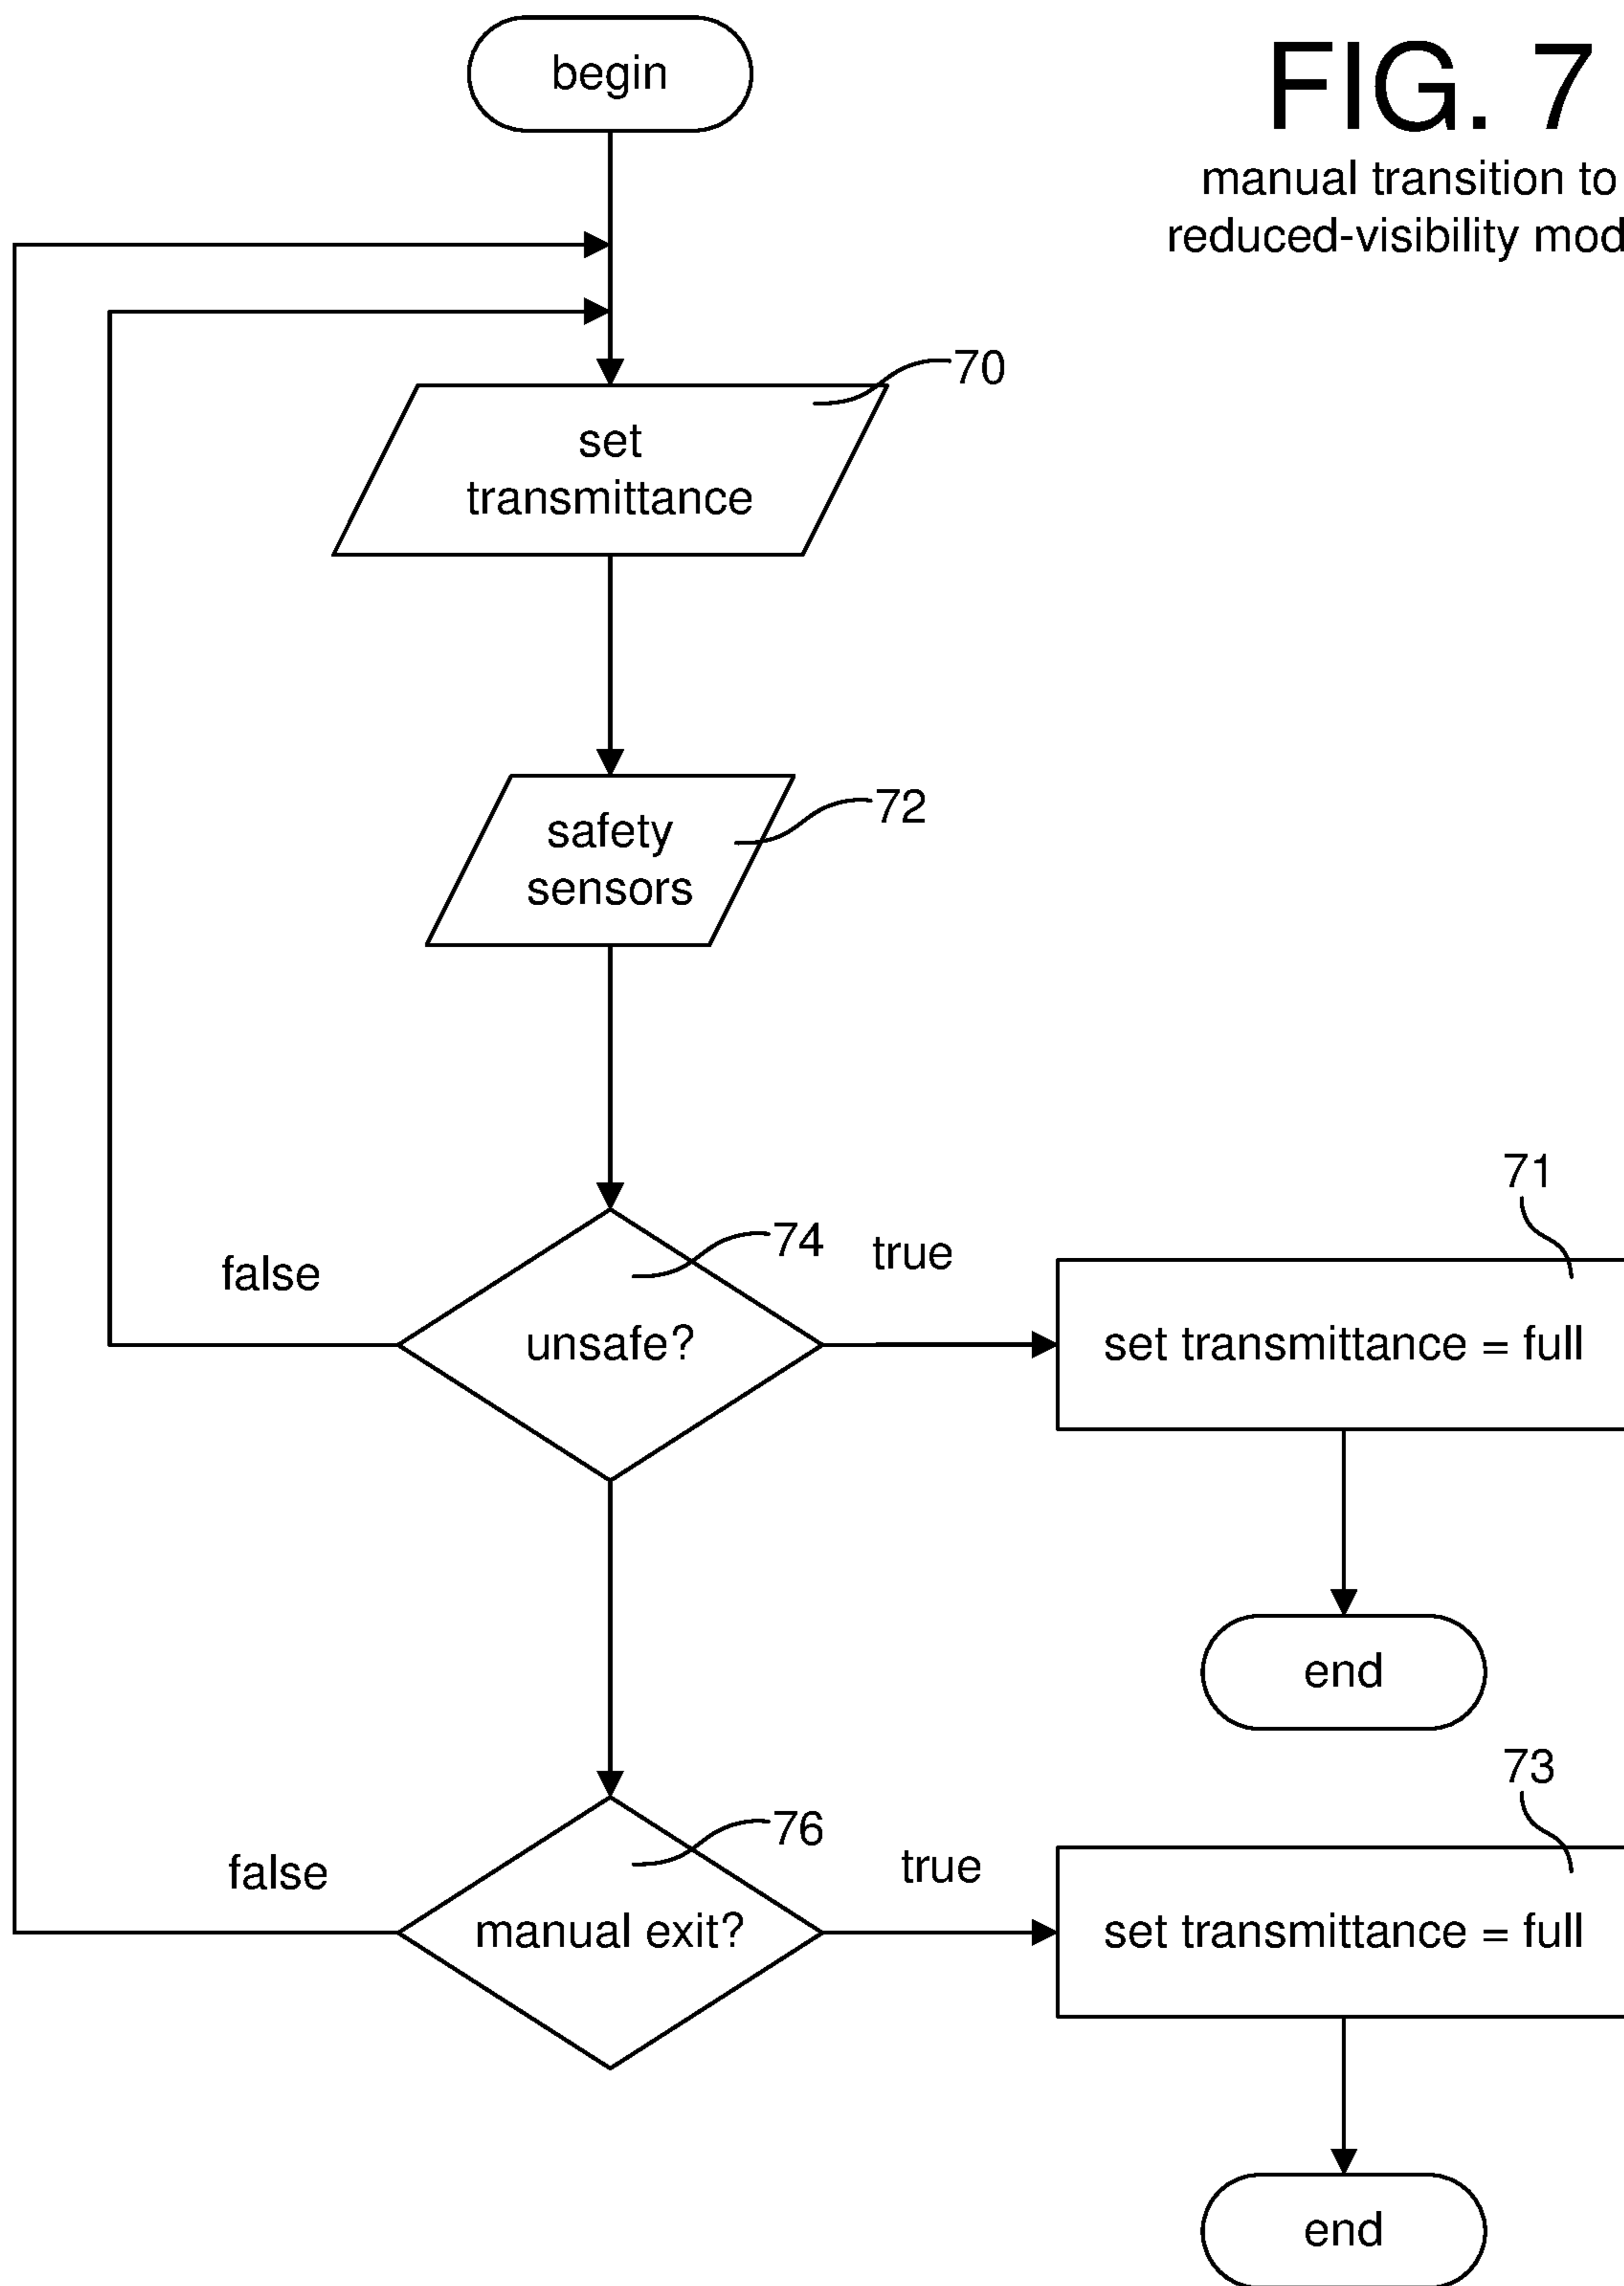 begin
FIG. 7
manual transition to
reduced-visibility mod
70
set
transmittance
72
safety
sensors
71
74
true
false
unsafe?
set transmittance = full
end
73
76
true
false
manual exit?
set transmittance = full
end